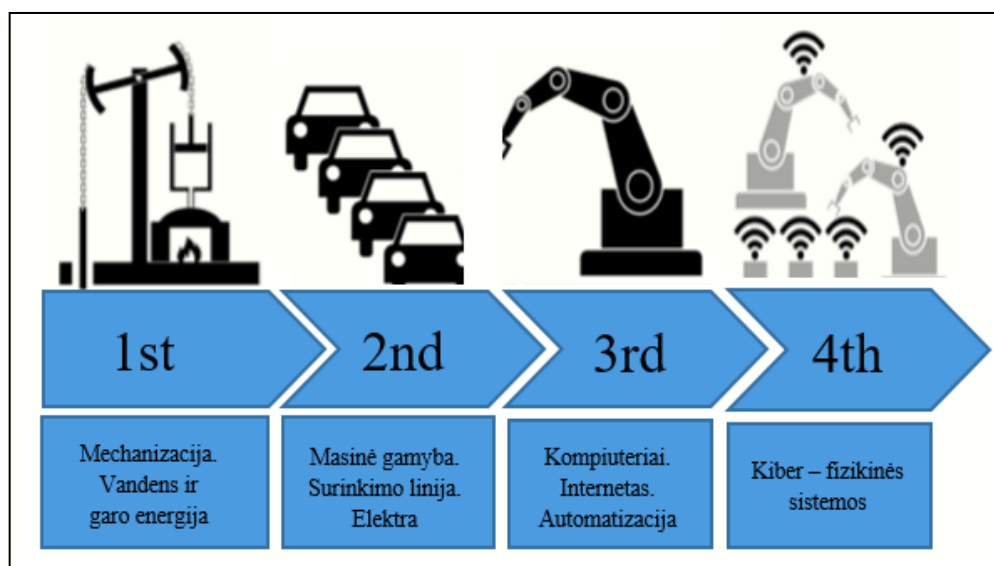 1st
2nd
3rd
4th
Mechanizacija.
Vandens ir
garo energija
Masinė gamyba.
Surinkimo linija.
Elektra
Kompiuteriai.
Internetas.
Automatizacija
Kiber – fizikinės
sistemos